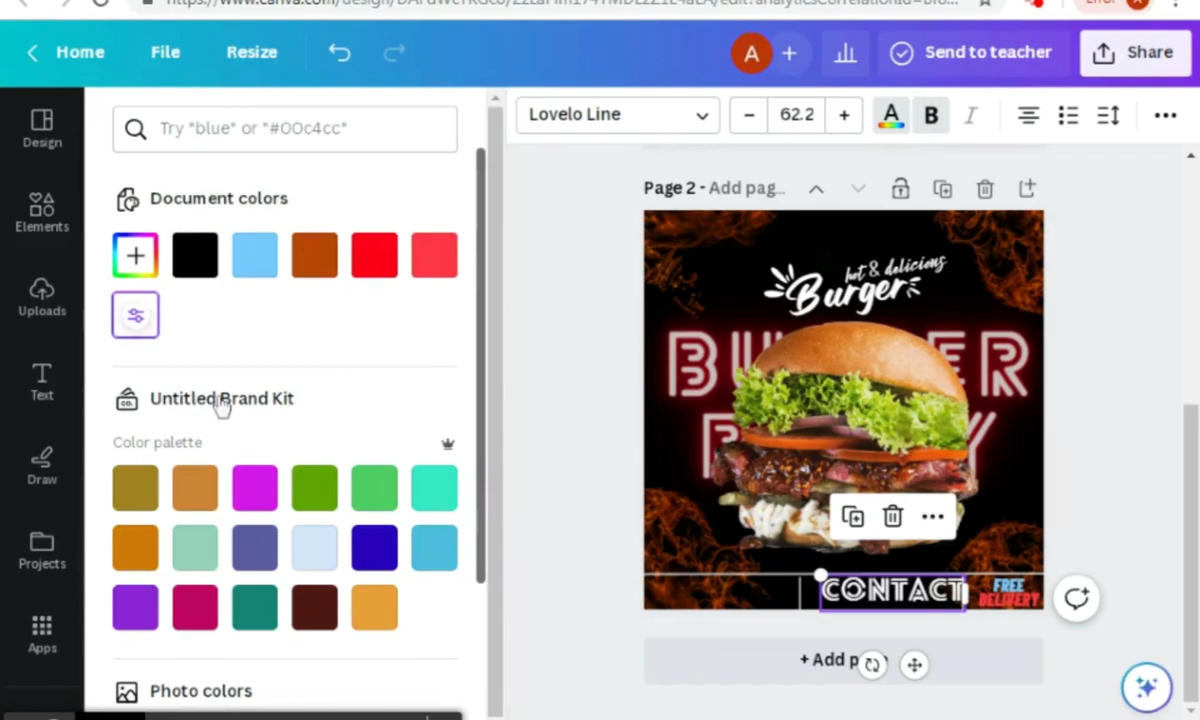 Home File Resize A Send to teacher Share
Design
Elements
Uploads
Text
Draw
Projects
Apps
Try "blue" or "#00c4cc"
Document colors
Untitled Brand Kit
CO.
Color palette
Photo colors
Lovelo Line 62.2 A B I
Page 2 - Add pag...
hot & delicious
Burger
CONTACT
FREE
DELIVERY
+ Add p